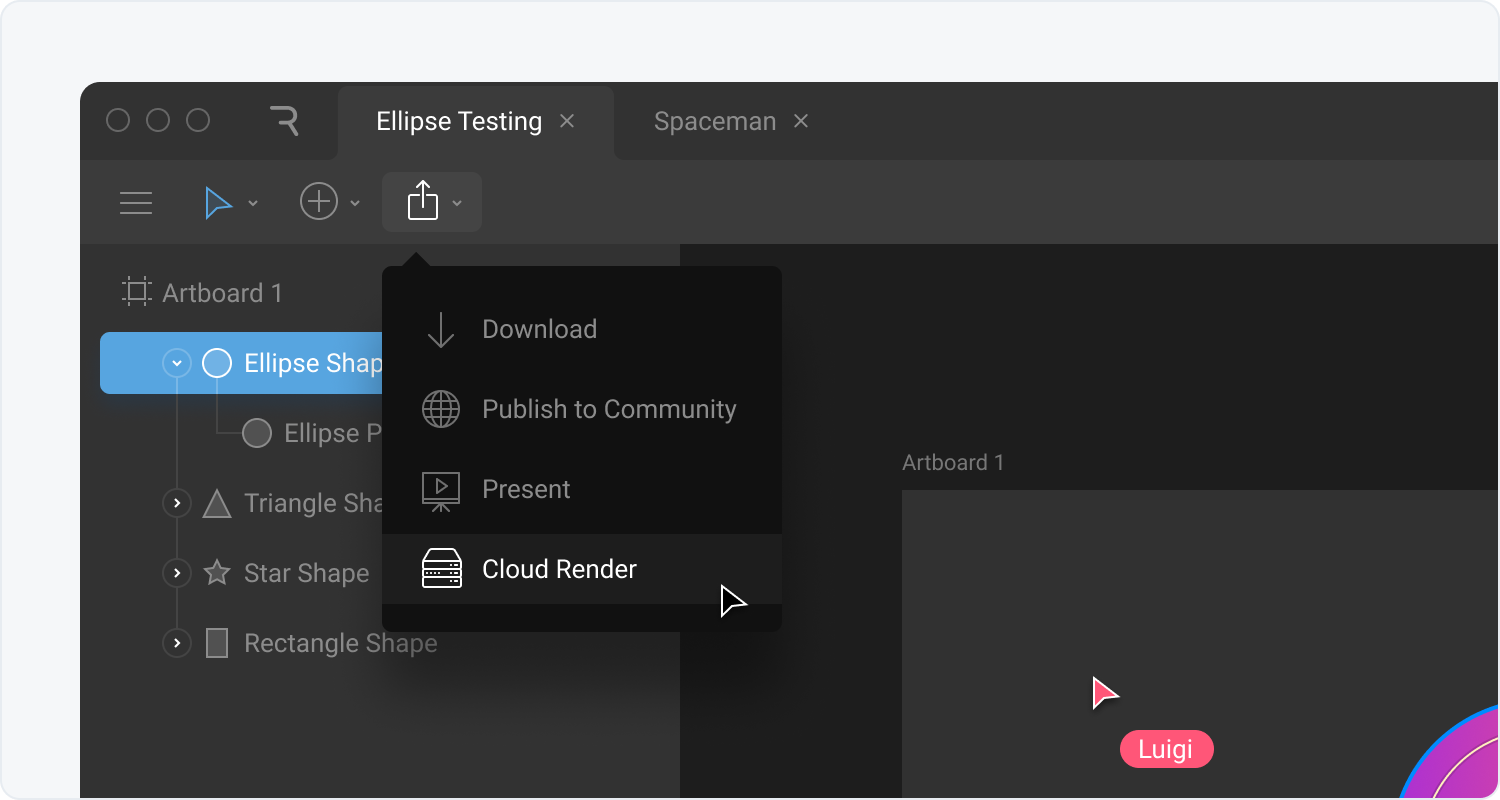 Ellipse Testing
Spaceman
Artboard 1
Download
Ellipse Shap
Publish to Community
Ellipse P
Artboard 1
Present
Triangle Sha
Cloud Render
Star Shape
Rectangle Shape
Luigi